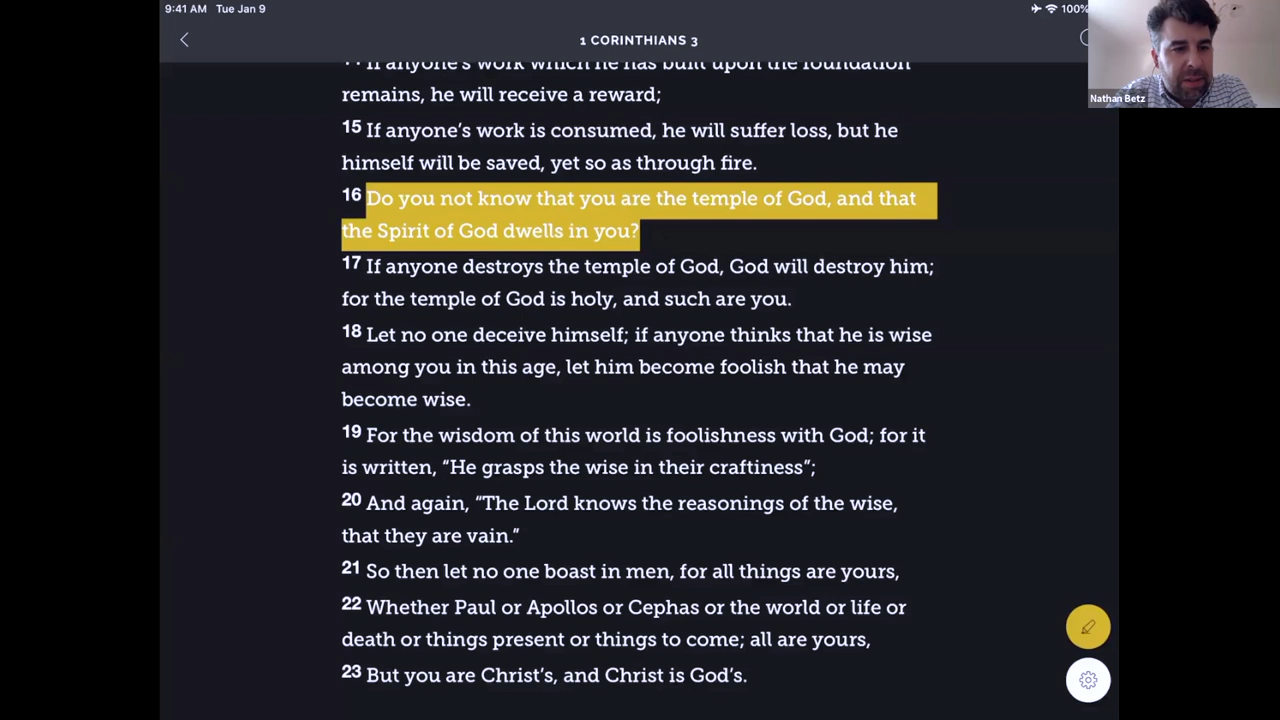 9:41 AM Tue Jan 9
100%
1 CORINTHIANS 3
If anyone's work which he has built upon the foundation
remains, he will receive a reward;
15 If anyone’s work is consumed, he will suffer loss, but he
himself will be saved, yet so as through fire.
16 Do you not know that you are the temple of God, and that
the Spirit of God dwells in you?
17 If anyone destroys the temple of God, God will destroy him;
for the temple of God is holy, and such are you.
18 Let no one deceive himself; if anyone thinks that he is wise
among you in this age, let him become foolish that he may
become wise.
19 For the wisdom of this world is foolishness with God; for it
is written, “He grasps the wise in their craftiness”;
20 And again, “The Lord knows the reasonings of the wise,
that they are vain.”
21 So then let no one boast in men, for all things are yours,
22 Whether Paul or Apollos or Cephas or the world or life or
death or things present or things to come; all are yours,
23 But you are Christ’s, and Christ is God’s.
Nathan Betz